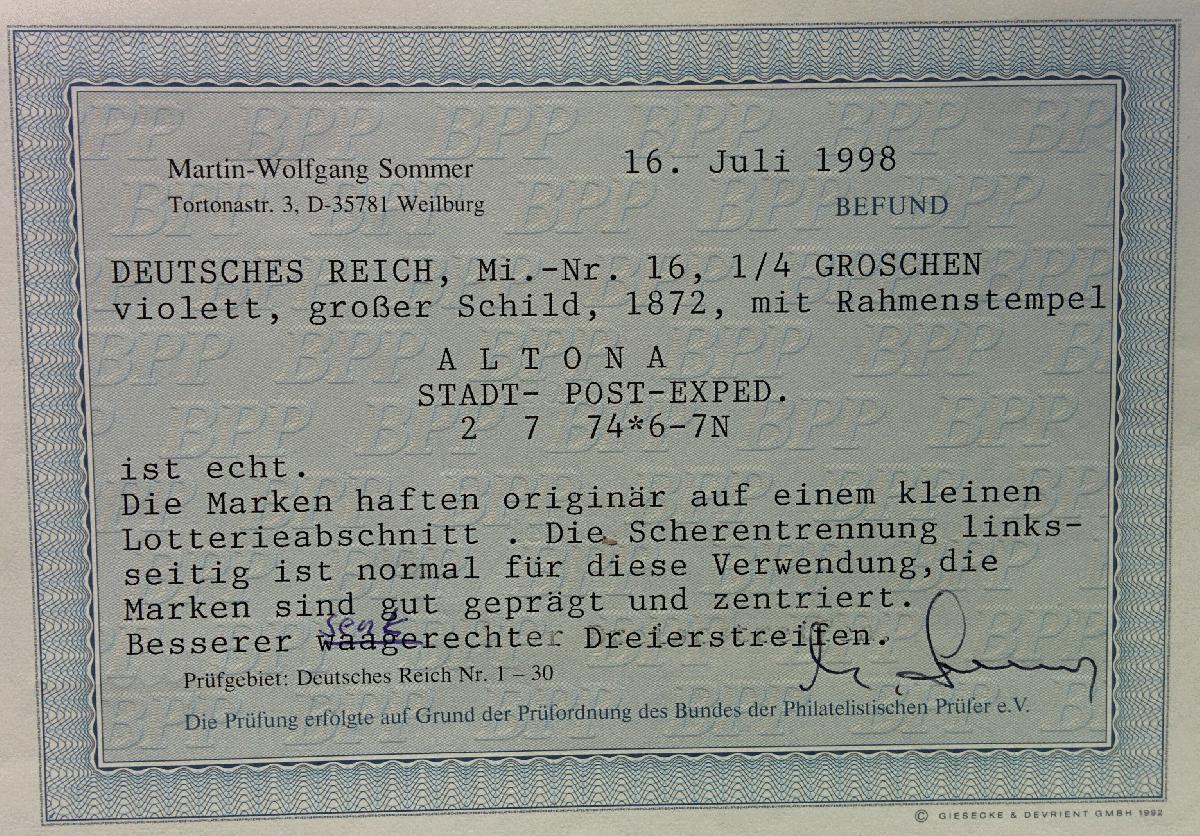 Martin-Wolfgang Sommer
Tortonastr. 3, D-35781 Weilburg
16. Juli 1998
BEFUND
DEUTSCHES REICH, Mi.-Nr. 16, 1/4 GROSCHEN
violett, großer Schild, 1872, mit Rahmenstempel
A L T O N A
STADT- POST-EXPED.
2 7 74*6-7N
ist echt.
Die Marken haften originär auf einem kleinen
Lotterieabschnitt . Die Scherentrennung links-
seitig ist normal für diese Verwendung,die
Marken sind gut geprägt und zentriert.
senk
Besserer waagerechter Dreierstreifen.
Prüfgebiet: Deutsches Reich Nr. 1 – 30
Die Prüfung erfolgte auf Grund der Prüfordnung des Bundes der Philatelistischen Prüfer e.V.
© GIESECKE & DEVRIENT GMBH 1992